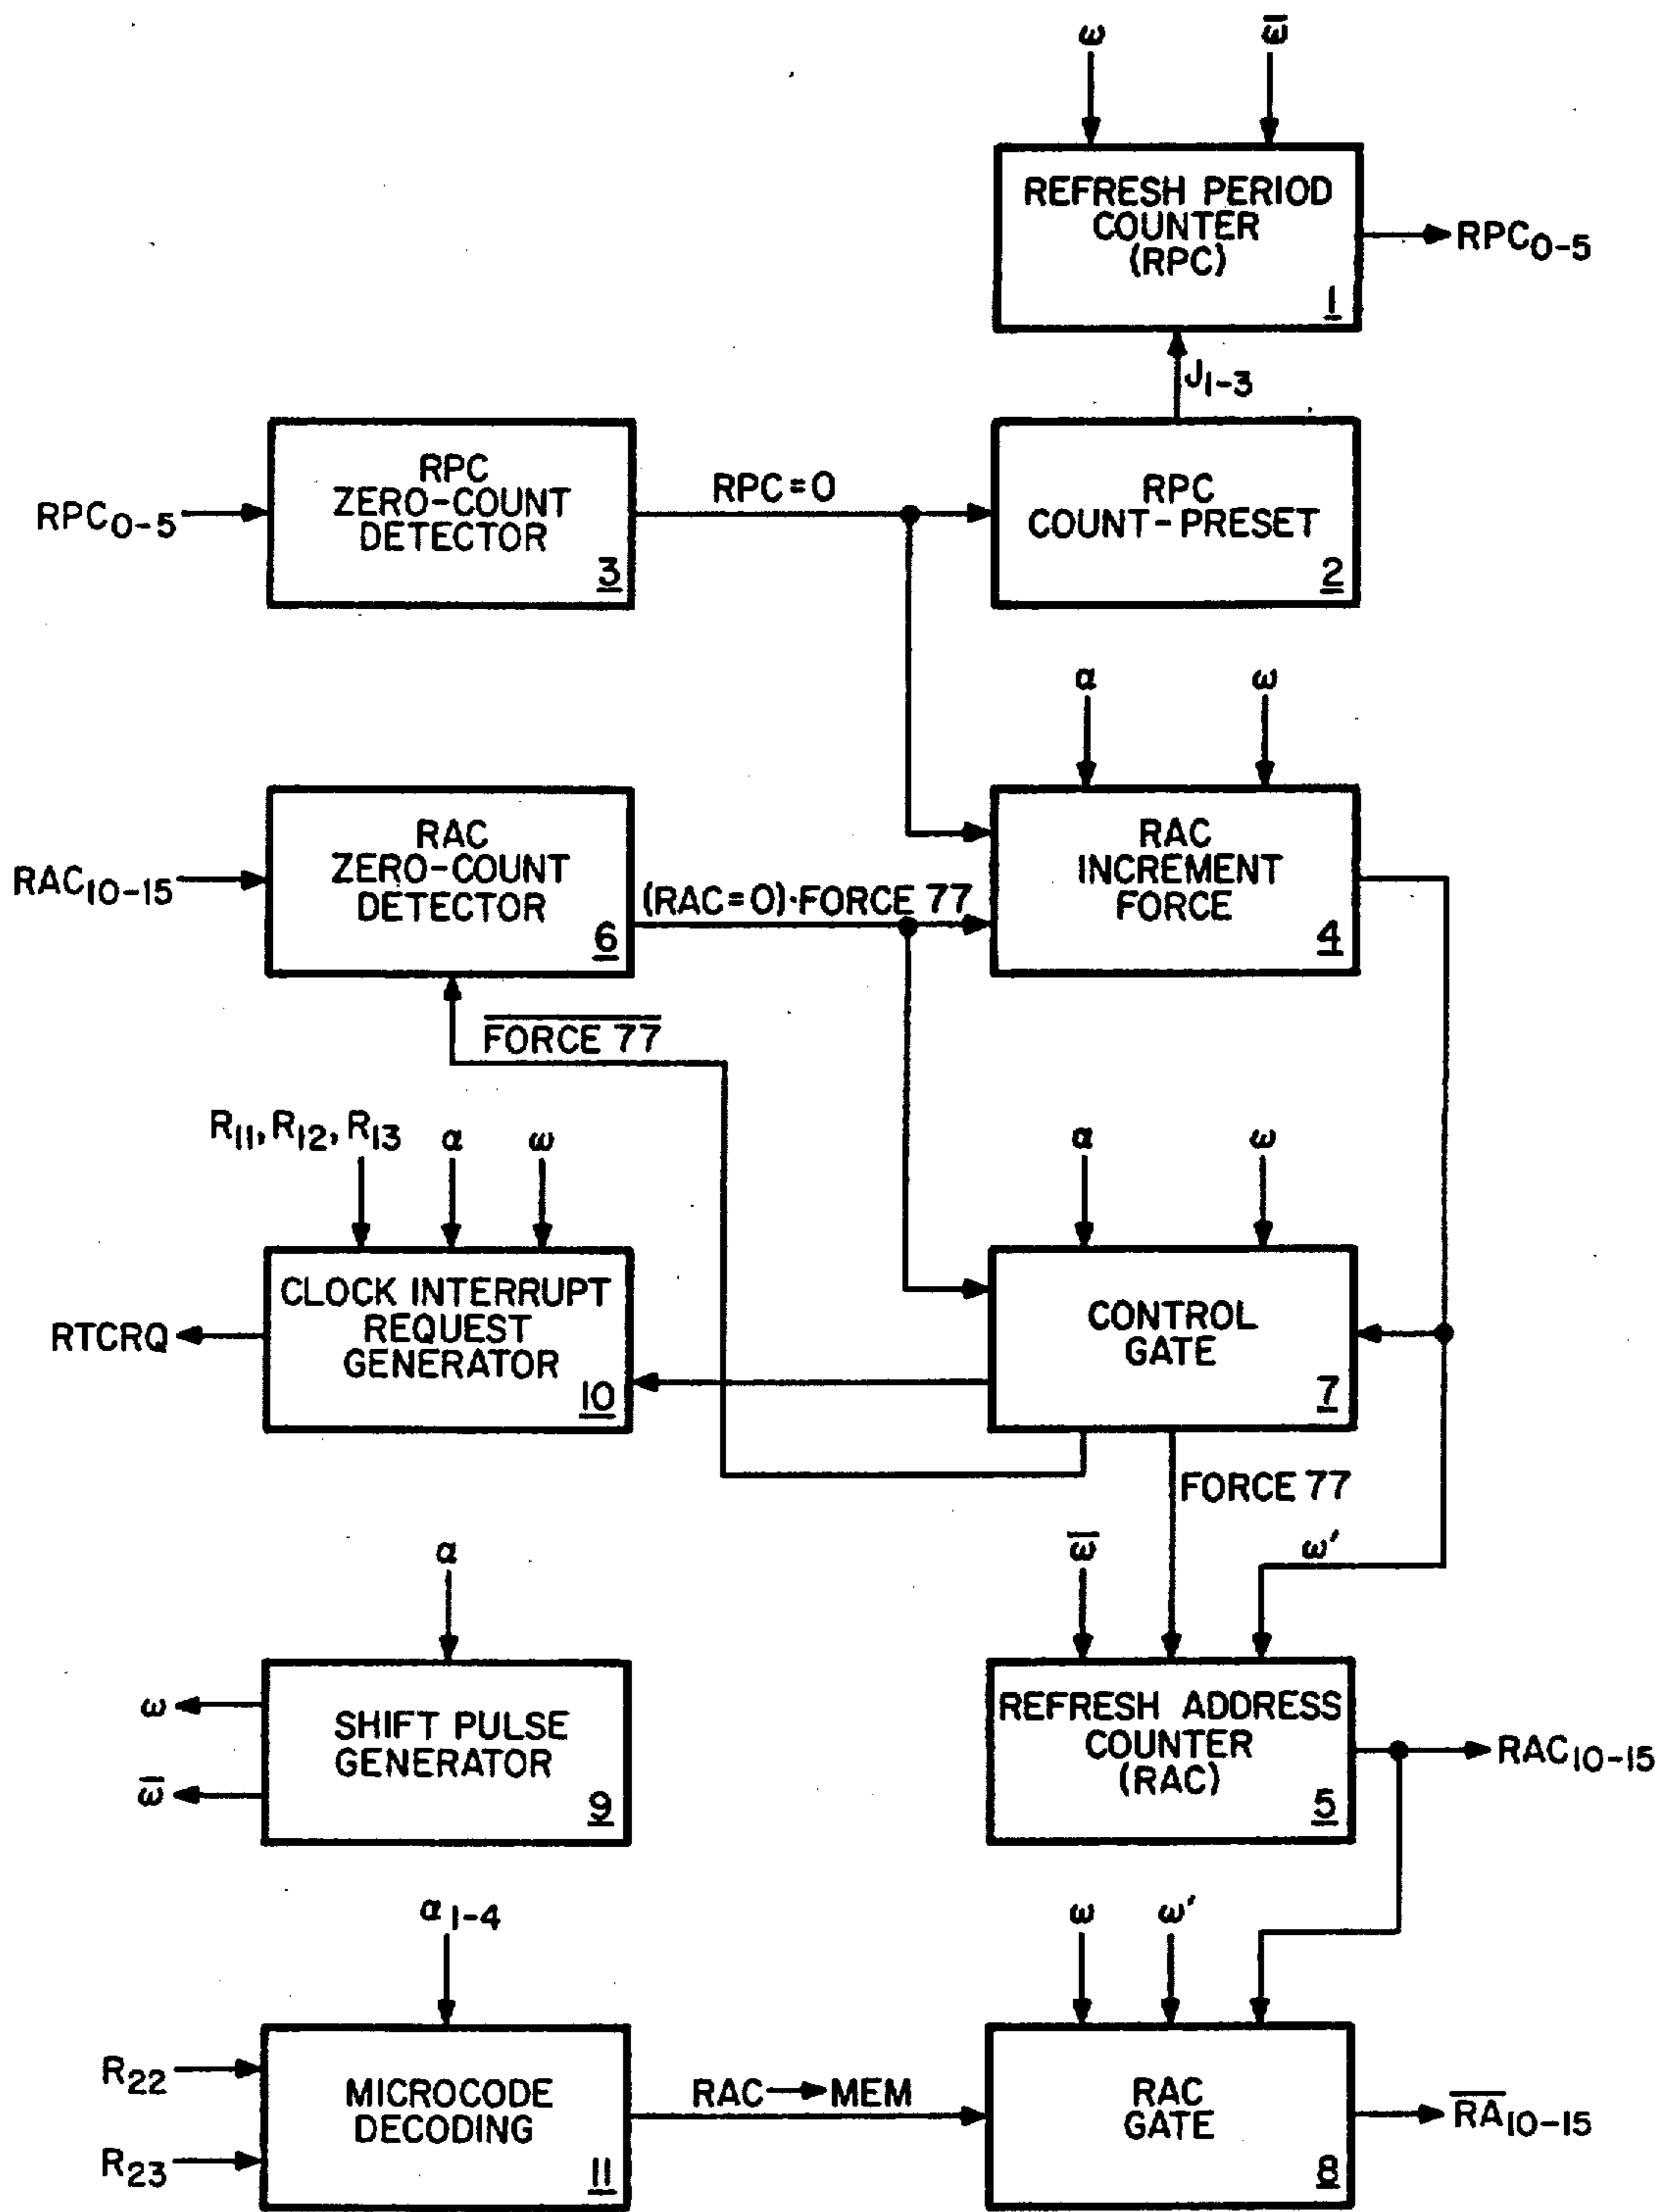 ω ω̅
REFRESH PERIOD
COUNTER
(RPC)
1
RPC0-5
J1-3
RPC
ZERO-COUNT
DETECTOR
3
RPC0-5
RPC=0
RPC
COUNT-PRESET
2
α ω
RAC
ZERO-COUNT
DETECTOR
6
RAC10-15
(RAC=0)·FORCE 77
RAC
INCREMENT
FORCE
4
F̅O̅R̅C̅E̅ ̅7̅7̅
R11, R12, R13 α ω
α ω
CLOCK INTERRUPT
REQUEST
GENERATOR
10
RTCRQ
CONTROL
GATE
7
FORCE 77
α
ω̅
ω'
SHIFT PULSE
GENERATOR
9
ω
ω̅
REFRESH ADDRESS
COUNTER
(RAC)
5
RAC10-15
α1-4
ω ω'
R22
R23
MICROCODE
DECODING
11
RAC→MEM
RAC
GATE
8
R̅A̅10-15